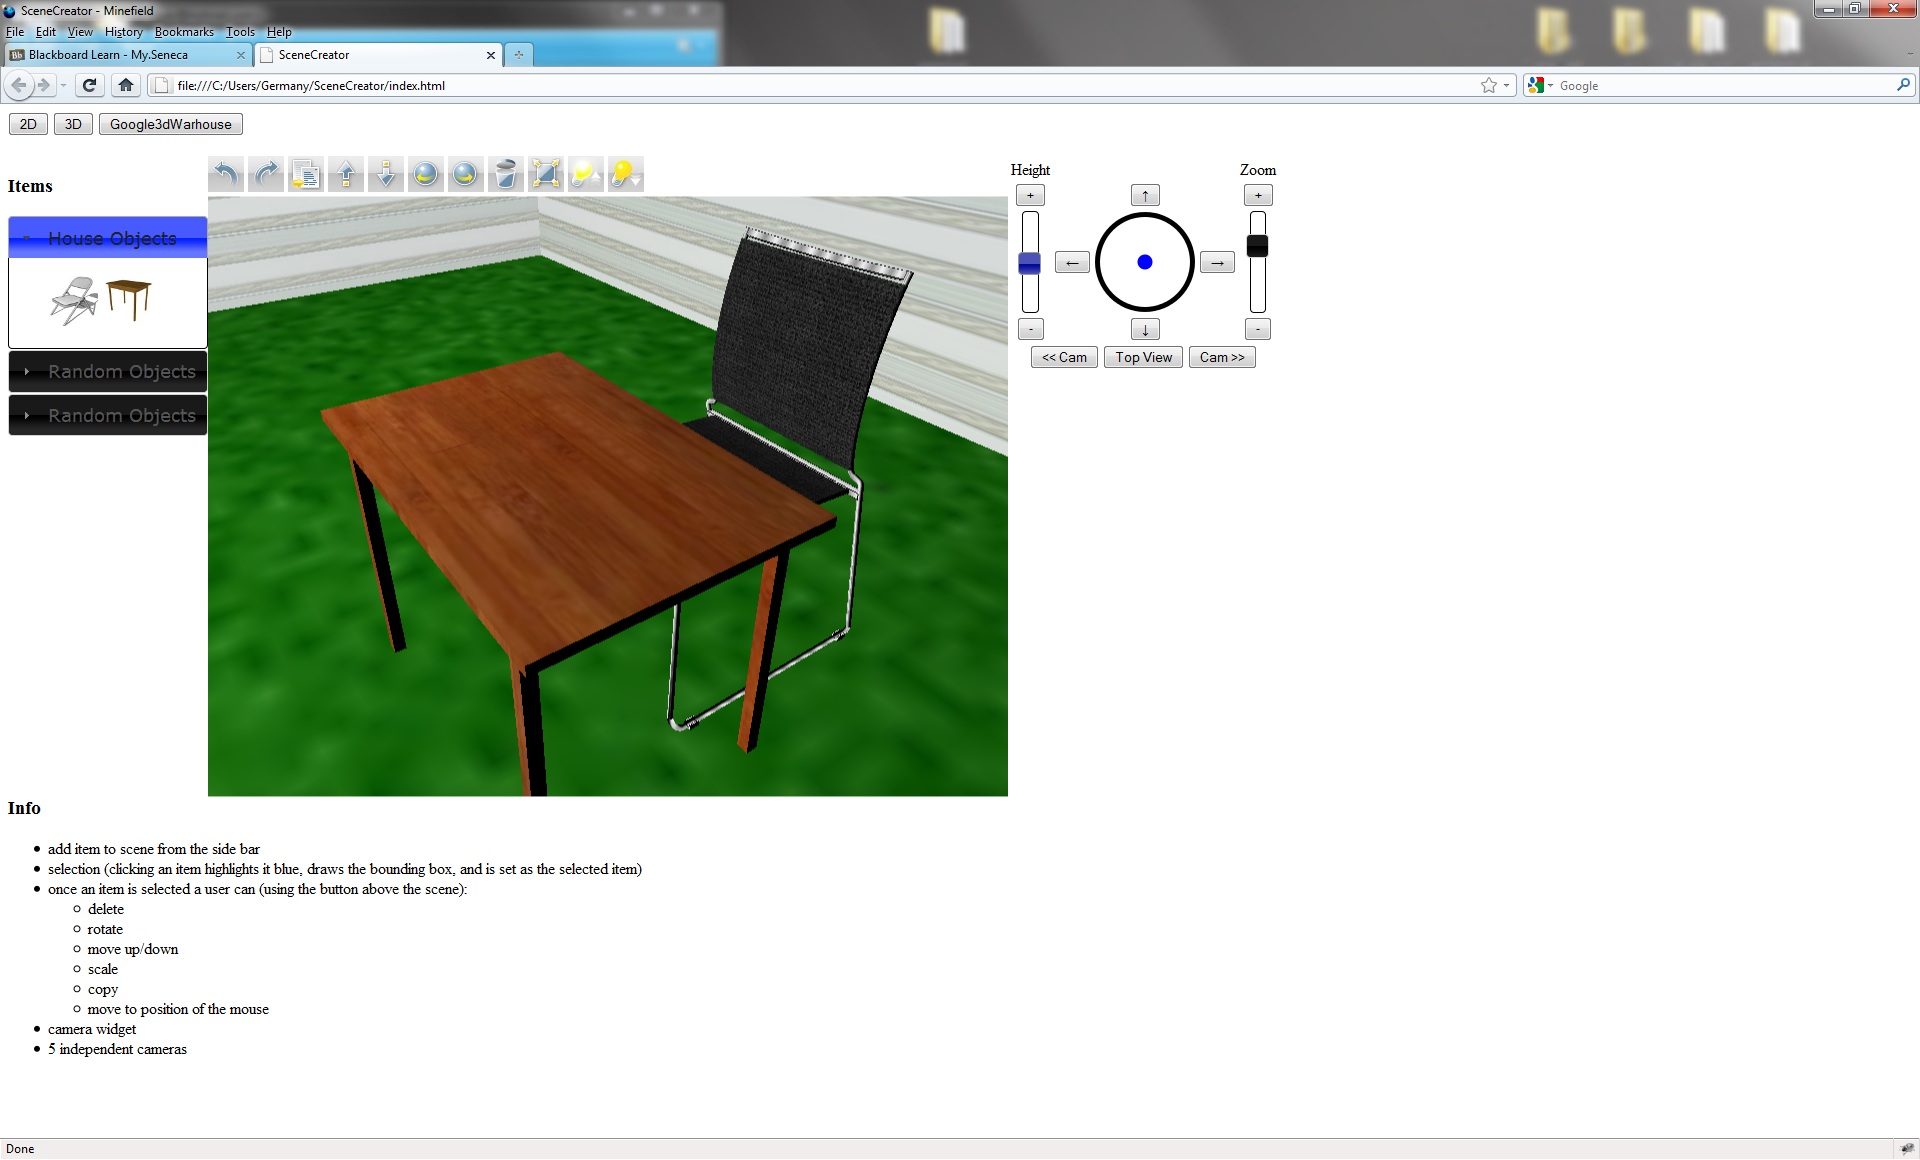 SceneCreator - Minefield
File Edit View History Bookmarks Tools Help
Bb Blackboard Learn - My.Seneca SceneCreator
file:///C:/Users/Germany/SceneCreator/index.html Google
2D 3D Google3dWarhouse
Height Zoom
Items
+ ↑ +
House Objects
← →
- ↓ -
<< Cam Top View Cam >>
Random Objects
Random Objects
Info
• add item to scene from the side bar
• selection (clicking an item highlights it blue, draws the bounding box, and is set as the selected item)
• once an item is selected a user can (using the button above the scene):
◦ delete
◦ rotate
◦ move up/down
◦ scale
◦ copy
◦ move to position of the mouse
• camera widget
• 5 independent cameras
Done